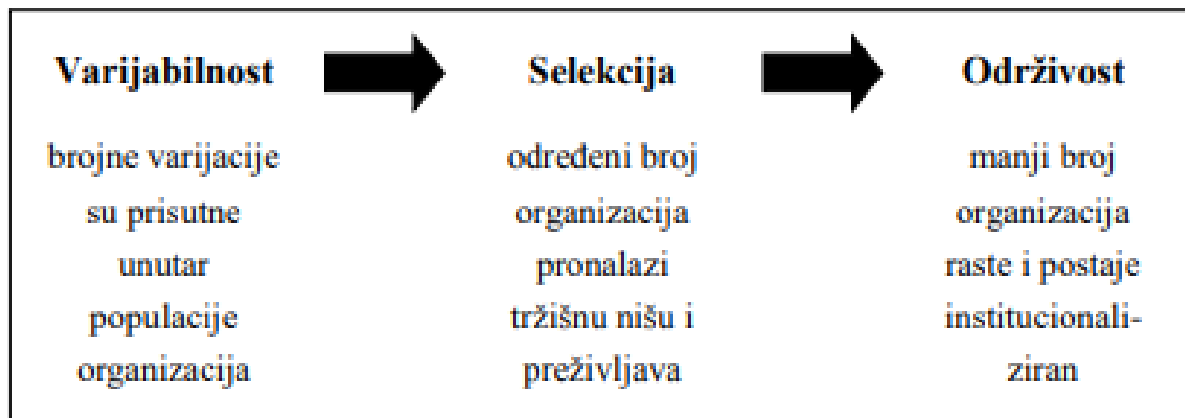 Varijabilnost
brojne varijacije
su prisutne
unutar
populacije
organizacija
Selekcija
određeni broj
organizacija
pronalazi
tržišnu nišu i
preživljava
Održivost
manji broj
organizacija
raste i postaje
institucionali-
ziran